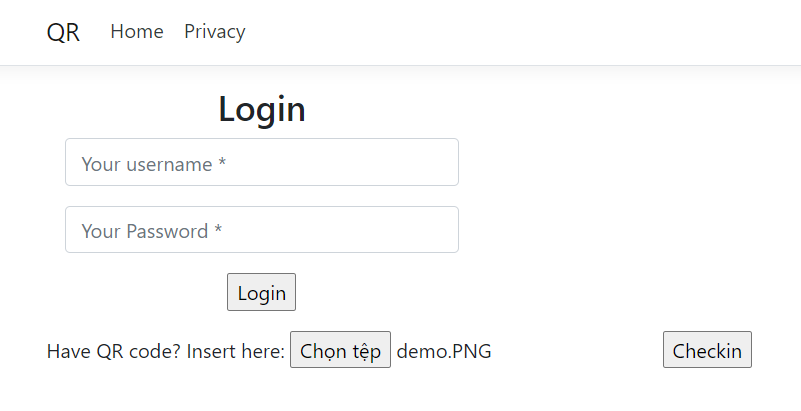 QR Home Privacy
Login
Your username *
Your Password *
Login
Have QR code? Insert here: Chọn tệp demo.PNG Checkin